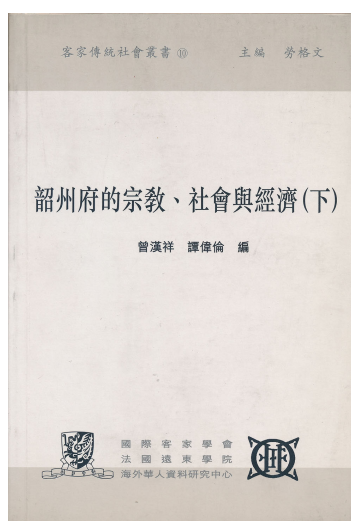 客家傳統社會叢書⑩ 主編 勞格文
韶州府的宗教、社會與經濟(下)
曾漢祥 譚偉倫 編
國際客家學會
法國遠東學院
海外華人資料研究中心